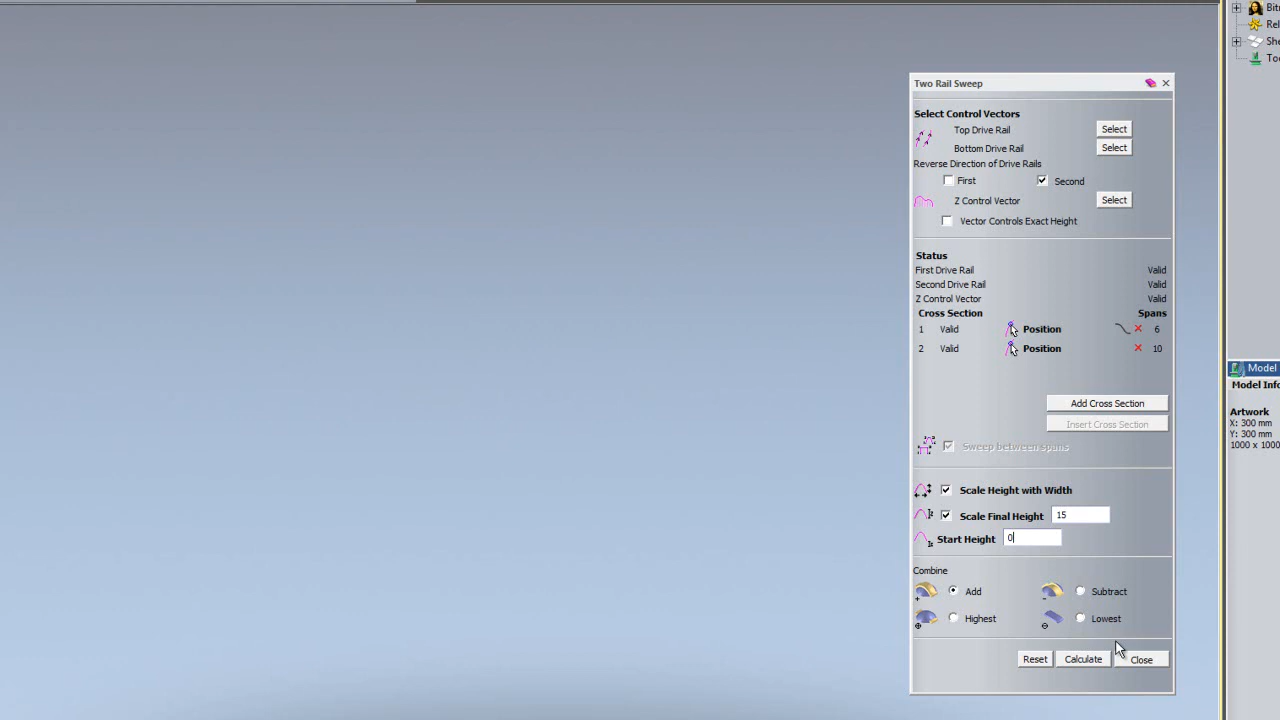 Bit
Rel
She
Too
Two Rail Sweep
Select Control Vectors
Top Drive Rail Select
Bottom Drive Rail Select
Reverse Direction of Drive Rails
First Second
Z Control Vector Select
Vector Controls Exact Height
Status
First Drive Rail Valid
Second Drive Rail Valid
Z Control Vector Valid
Cross Section Spans
1 Valid Position 6
2 Valid Position 10
Add Cross Section
Insert Cross Section
Sweep between spans
Scale Height with Width
Scale Final Height 15
Start Height 0
Combine
Add Subtract
Highest Lowest
Reset Calculate Close
Model
Model Info
Artwork
X: 300 mm
Y: 300 mm
1000 x 1000